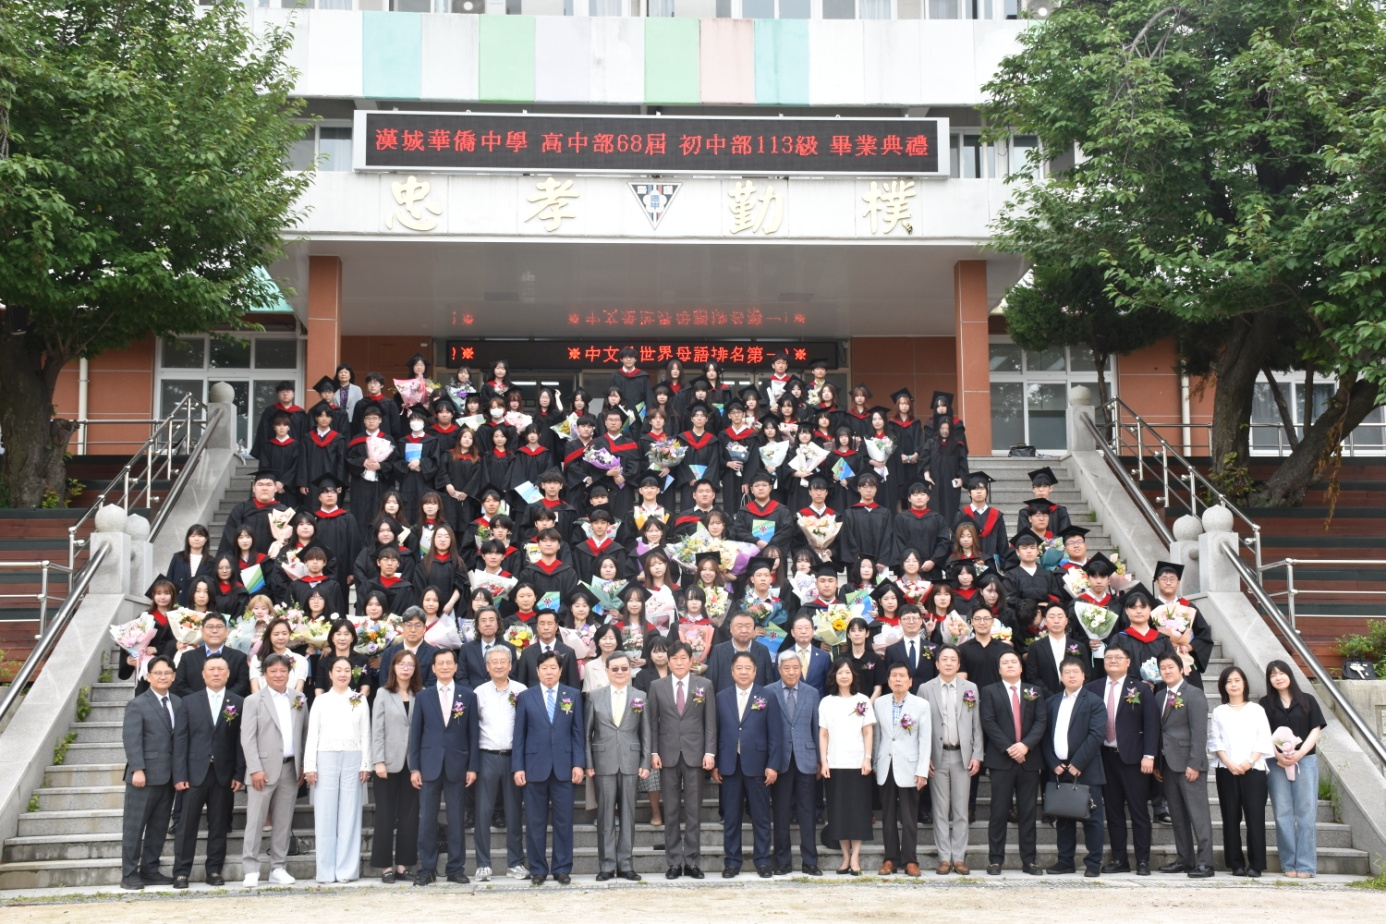 漢城華僑中學 高中部68屆 初中部113級 畢業典禮
忠 孝 勤 樸
※中文 世界母語排名第一※